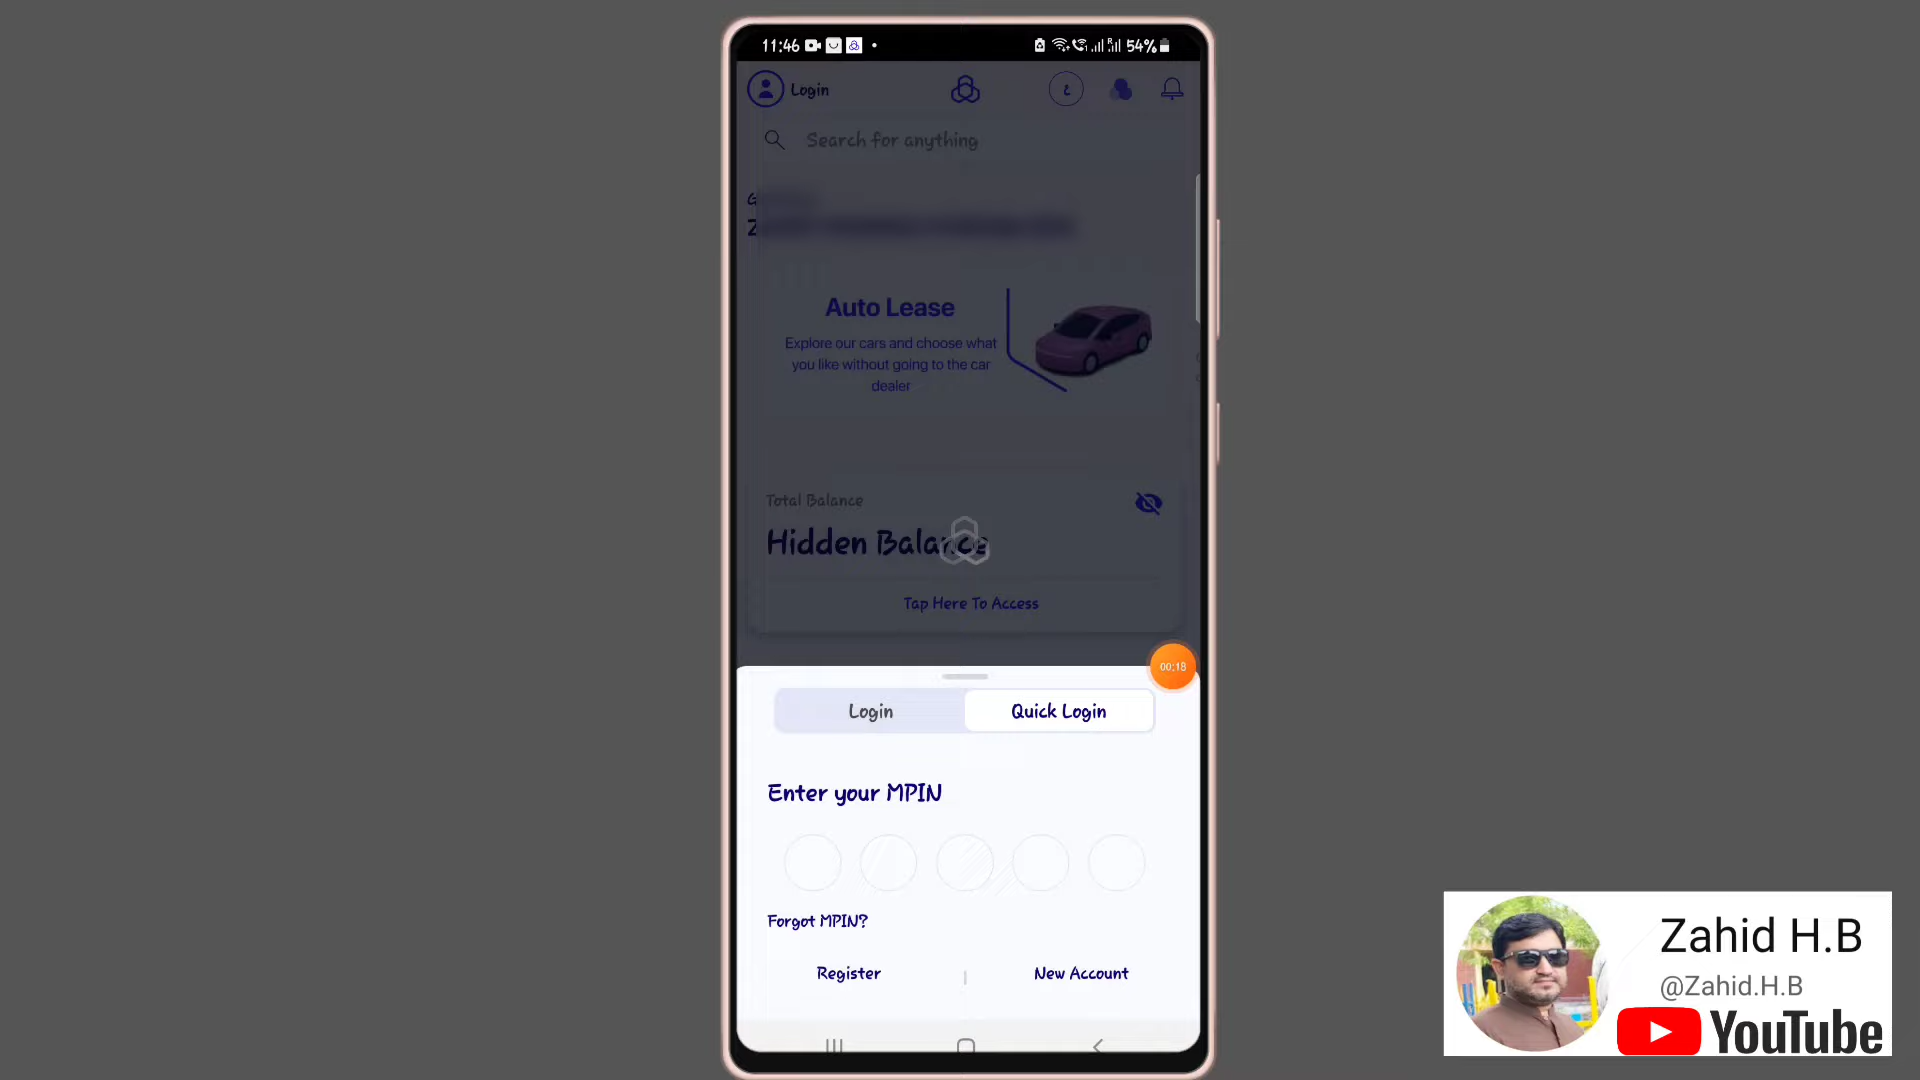 11:46
54%
Login
ع
Search for anything
Auto Lease
Explore our cars and choose what
you like without going to the car
dealer
Total Balance
Hidden Balance
Tap Here To Access
00:18
Login
Quick Login
Enter your MPIN
Forgot MPIN?
Register
New Account
Zahid H.B
@Zahid.H.B
YouTube